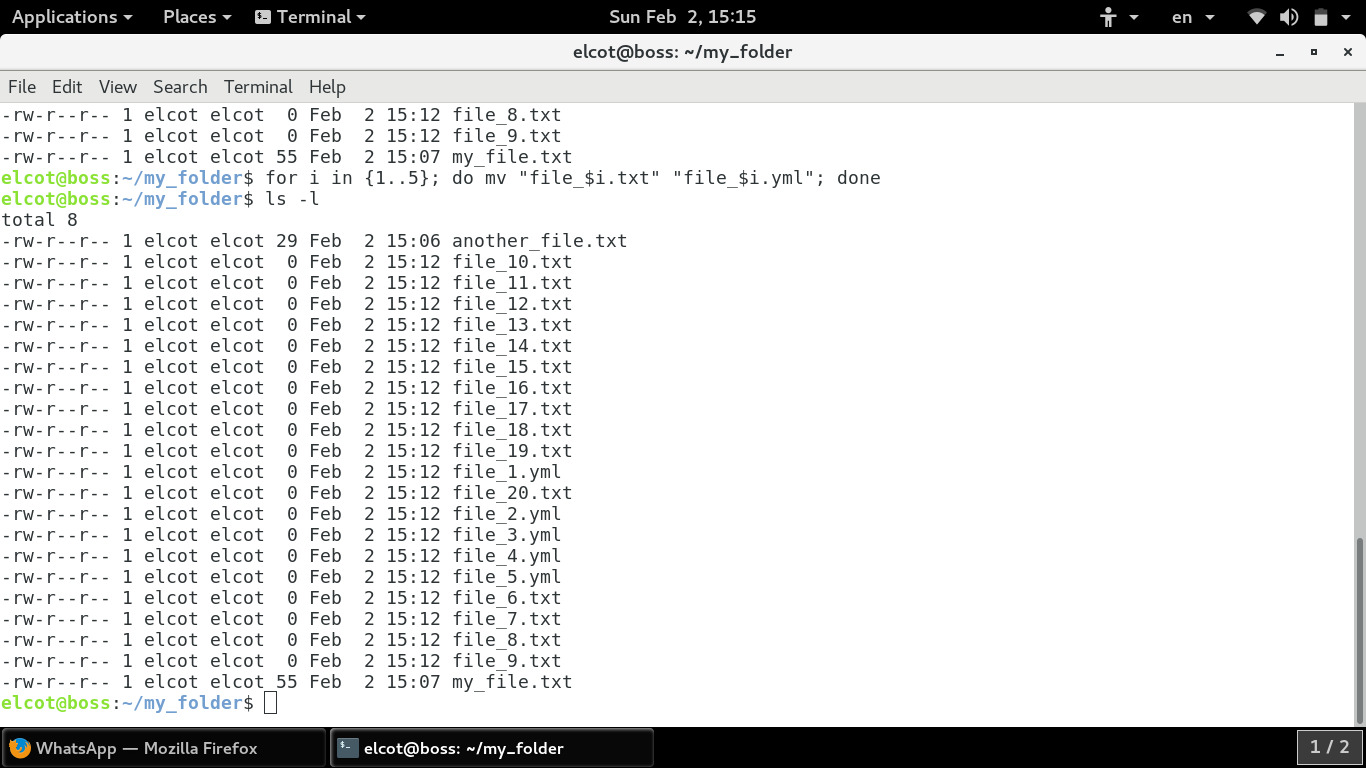 Applications Places Terminal Sun Feb  2, 15:15 en
elcot@boss: ~/my_folder
File Edit View Search Terminal Help
-rw-r--r-- 1 elcot elcot  0 Feb  2 15:12 file_8.txt
-rw-r--r-- 1 elcot elcot  0 Feb  2 15:12 file_9.txt
-rw-r--r-- 1 elcot elcot 55 Feb  2 15:07 my_file.txt
elcot@boss:~/my_folder$ for i in {1..5}; do mv "file_$i.txt" "file_$i.yml"; done
elcot@boss:~/my_folder$ ls -l
total 8
-rw-r--r-- 1 elcot elcot 29 Feb  2 15:06 another_file.txt
-rw-r--r-- 1 elcot elcot  0 Feb  2 15:12 file_10.txt
-rw-r--r-- 1 elcot elcot  0 Feb  2 15:12 file_11.txt
-rw-r--r-- 1 elcot elcot  0 Feb  2 15:12 file_12.txt
-rw-r--r-- 1 elcot elcot  0 Feb  2 15:12 file_13.txt
-rw-r--r-- 1 elcot elcot  0 Feb  2 15:12 file_14.txt
-rw-r--r-- 1 elcot elcot  0 Feb  2 15:12 file_15.txt
-rw-r--r-- 1 elcot elcot  0 Feb  2 15:12 file_16.txt
-rw-r--r-- 1 elcot elcot  0 Feb  2 15:12 file_17.txt
-rw-r--r-- 1 elcot elcot  0 Feb  2 15:12 file_18.txt
-rw-r--r-- 1 elcot elcot  0 Feb  2 15:12 file_19.txt
-rw-r--r-- 1 elcot elcot  0 Feb  2 15:12 file_1.yml
-rw-r--r-- 1 elcot elcot  0 Feb  2 15:12 file_20.txt
-rw-r--r-- 1 elcot elcot  0 Feb  2 15:12 file_2.yml
-rw-r--r-- 1 elcot elcot  0 Feb  2 15:12 file_3.yml
-rw-r--r-- 1 elcot elcot  0 Feb  2 15:12 file_4.yml
-rw-r--r-- 1 elcot elcot  0 Feb  2 15:12 file_5.yml
-rw-r--r-- 1 elcot elcot  0 Feb  2 15:12 file_6.txt
-rw-r--r-- 1 elcot elcot  0 Feb  2 15:12 file_7.txt
-rw-r--r-- 1 elcot elcot  0 Feb  2 15:12 file_8.txt
-rw-r--r-- 1 elcot elcot  0 Feb  2 15:12 file_9.txt
-rw-r--r-- 1 elcot elcot 55 Feb  2 15:07 my_file.txt
elcot@boss:~/my_folder$
WhatsApp — Mozilla Firefox elcot@boss: ~/my_folder 1 / 2